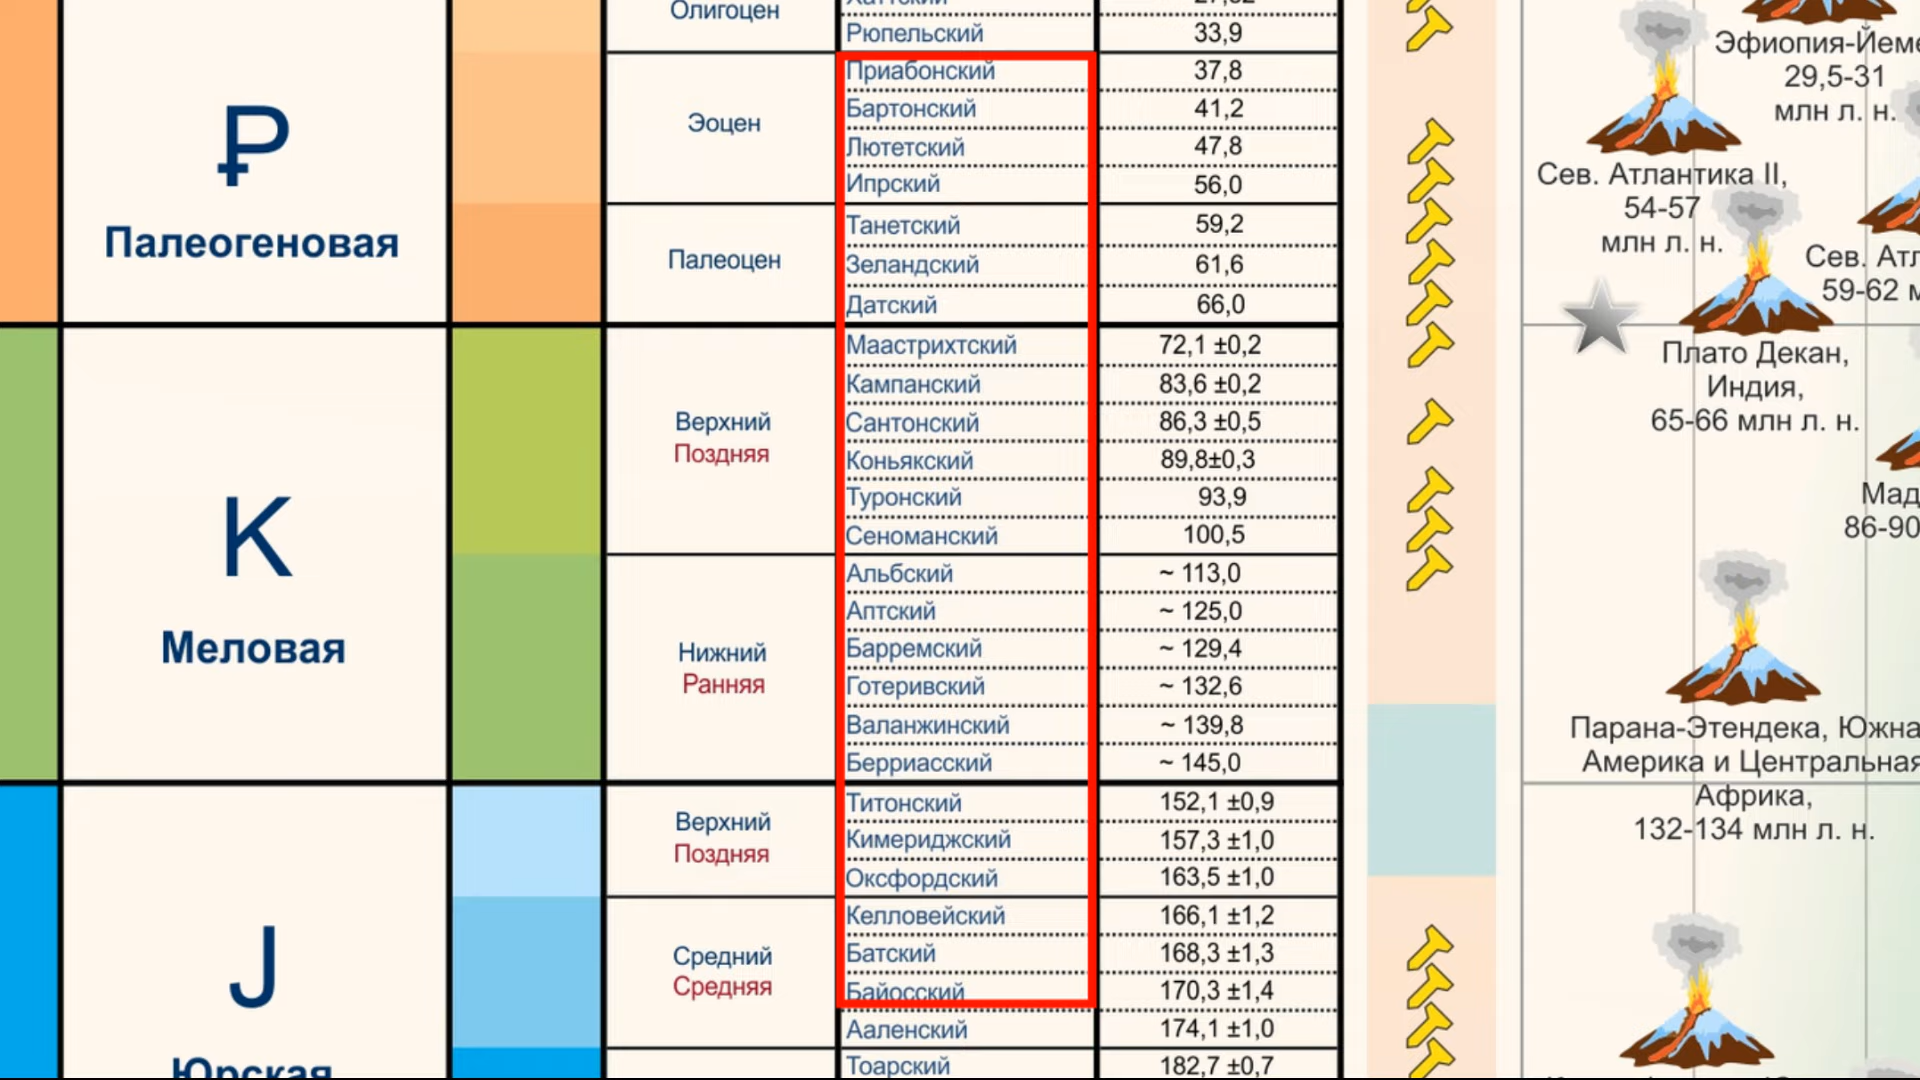 Олигоцен
Рюпельский 33,9
₽
Палеогеновая
Эоцен
Приабонский 37,8
Бартонский 41,2
Лютетский 47,8
Ипрский 56,0
Палеоцен
Танетский 59,2
Зеландский 61,6
Датский 66,0
K
Меловая
Верхний
Поздняя
Маастрихтский 72,1 ±0,2
Кампанский 83,6 ±0,2
Сантонский 86,3 ±0,5
Коньякский 89,8±0,3
Туронский 93,9
Сеноманский 100,5
Нижний
Ранняя
Альбский ~ 113,0
Аптский ~ 125,0
Барремский ~ 129,4
Готеривский ~ 132,6
Валанжинский ~ 139,8
Берриасский ~ 145,0
J
Юрская
Верхний
Поздняя
Титонский 152,1 ±0,9
Кимериджский 157,3 ±1,0
Оксфордский 163,5 ±1,0
Средний
Средняя
Келловейский 166,1 ±1,2
Батский 168,3 ±1,3
Байосский 170,3 ±1,4
Ааленский 174,1 ±1,0
Тоарский 182,7 ±0,7
Эфиопия-Йеме
29,5-31
млн л. н.
Сев. Атлантика II,
54-57
млн л. н.
Сев. Атл
59-62 м
Плато Декан,
Индия,
65-66 млн л. н.
Мад
86-90
Парана-Этендека, Южна
Америка и Центральная
Африка,
132-134 млн л. н.